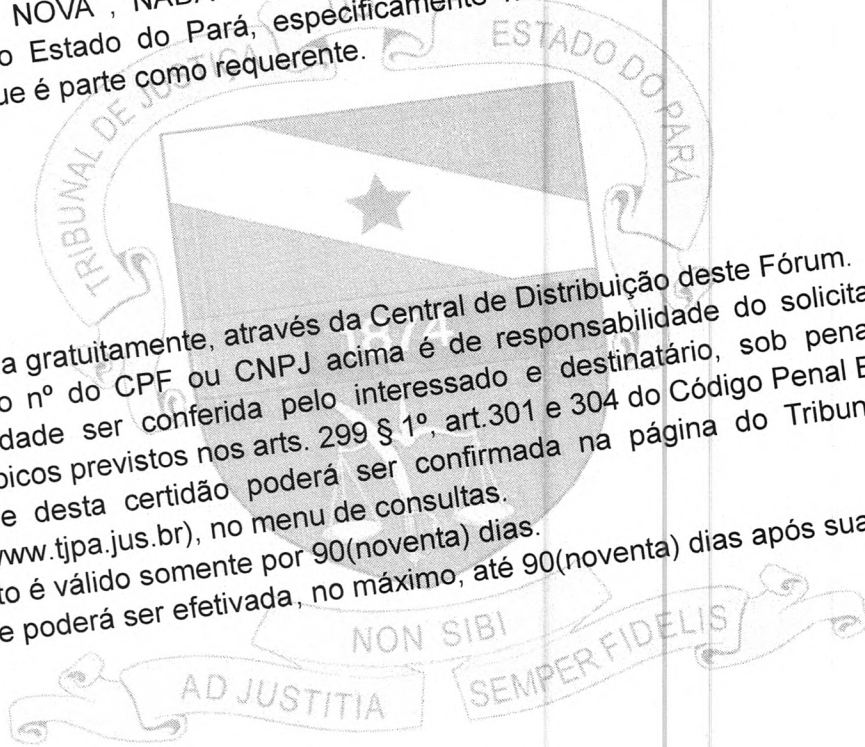 NOVA , NADA
o Estado do Pará, especificamente
ue é parte como requerente.
TRIBUNAL DE JUSTIÇA ESTADO DO PARÁ
a gratuitamente, através da Central de Distribuição deste Fórum.
o nº do CPF ou CNPJ acima é de responsabilidade do solicita
dade ser conferida pelo interessado e destinatário, sob pena
picos previstos nos arts. 299 § 1º, art.301 e 304 do Código Penal B
e desta certidão poderá ser confirmada na página do Tribun
ww.tjpa.jus.br), no menu de consultas.
to é válido somente por 90(noventa) dias.
e poderá ser efetivada, no máximo, até 90(noventa) dias após sua
1874
NON SIBI
AD JUSTITIA SEMPER FIDELIS